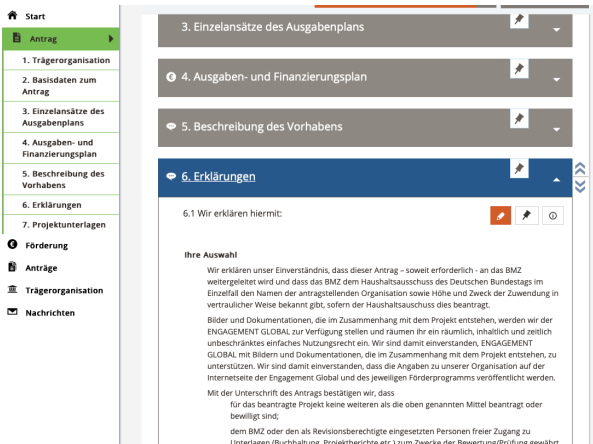 Start
Antrag
1. Trägerorganisation
2. Basisdaten zum
Antrag
3. Einzelansätze des
Ausgabenplans
4. Ausgaben- und
Finanzierungsplan
5. Beschreibung des
Vorhabens
6. Erklärungen
7. Projektunterlagen
Förderung
Anträge
Trägerorganisation
Nachrichten
3. Einzelansätze des Ausgabenplans
4. Ausgaben- und Finanzierungsplan
5. Beschreibung des Vorhabens
6. Erklärungen
6.1 Wir erklären hiermit:
Ihre Auswahl
Wir erklären unser Einverständnis, dass dieser Antrag – soweit erforderlich - an das BMZ
weitergeleitet wird und dass das BMZ dem Haushaltsausschuss des Deutschen Bundestags im
Einzelfall den Namen der antragstellenden Organisation sowie Höhe und Zweck der Zuwendung in
vertraulicher Weise bekannt gibt, sofern der Haushaltsausschuss dies beantragt.
Bilder und Dokumentationen, die im Zusammenhang mit dem Projekt entstehen, werden wir der
ENGAGEMENT GLOBAL zur Verfügung stellen und räumen ihr ein räumlich, inhaltlich und zeitlich
unbeschränktes einfaches Nutzungsrecht ein. Wir sind damit einverstanden, ENGAGEMENT
GLOBAL mit Bildern und Dokumentationen, die im Zusammenhang mit dem Projekt entstehen, zu
unterstützen. Wir sind damit einverstanden, dass die Angaben zu unserer Organisation auf der
Internetseite der Engagement Global und des jeweiligen Förderprogramms veröffentlicht werden.
Mit der Unterschrift des Antrags bestätigen wir, dass
für das beantragte Projekt keine weiteren als die oben genannten Mittel beantragt oder
bewilligt sind;
dem BMZ oder den als Revisionsberechtigte eingesetzten Personen freier Zugang zu
Unterlagen (Buchhaltung, Projektberichte etc.) zum Zwecke der Bewertung/Prüfung gewährt